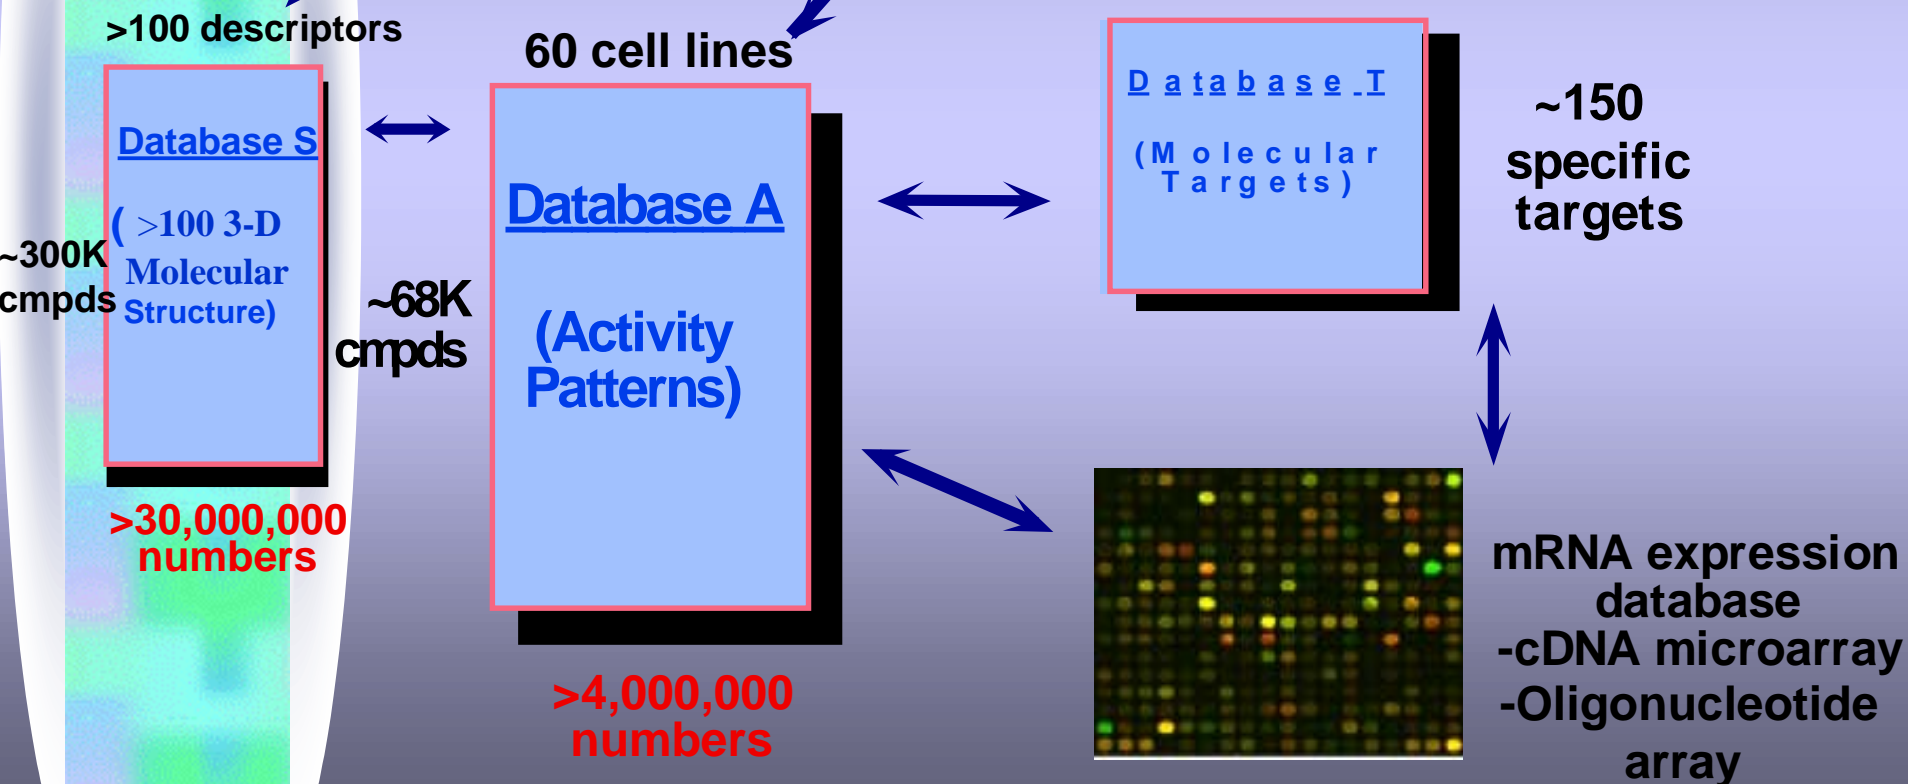 >100 descriptors
Database S
( >100 3-D
Molecular
Structure)
~300K
cmpds
>30,000,000
numbers
60 cell lines
~68K
cmpds
Database A
(Activity
Patterns)
>4,000,000
numbers
Database T
(Molecular
Targets)
~150
specific
targets
mRNA expression
database
-cDNA microarray
-Oligonucleotide
array